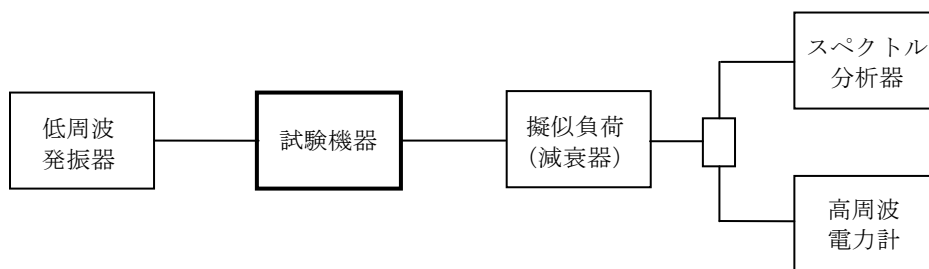 低周波
発振器
試験機器
擬似負荷
（減衰器）
スペクトル
分析器
高周波
電力計